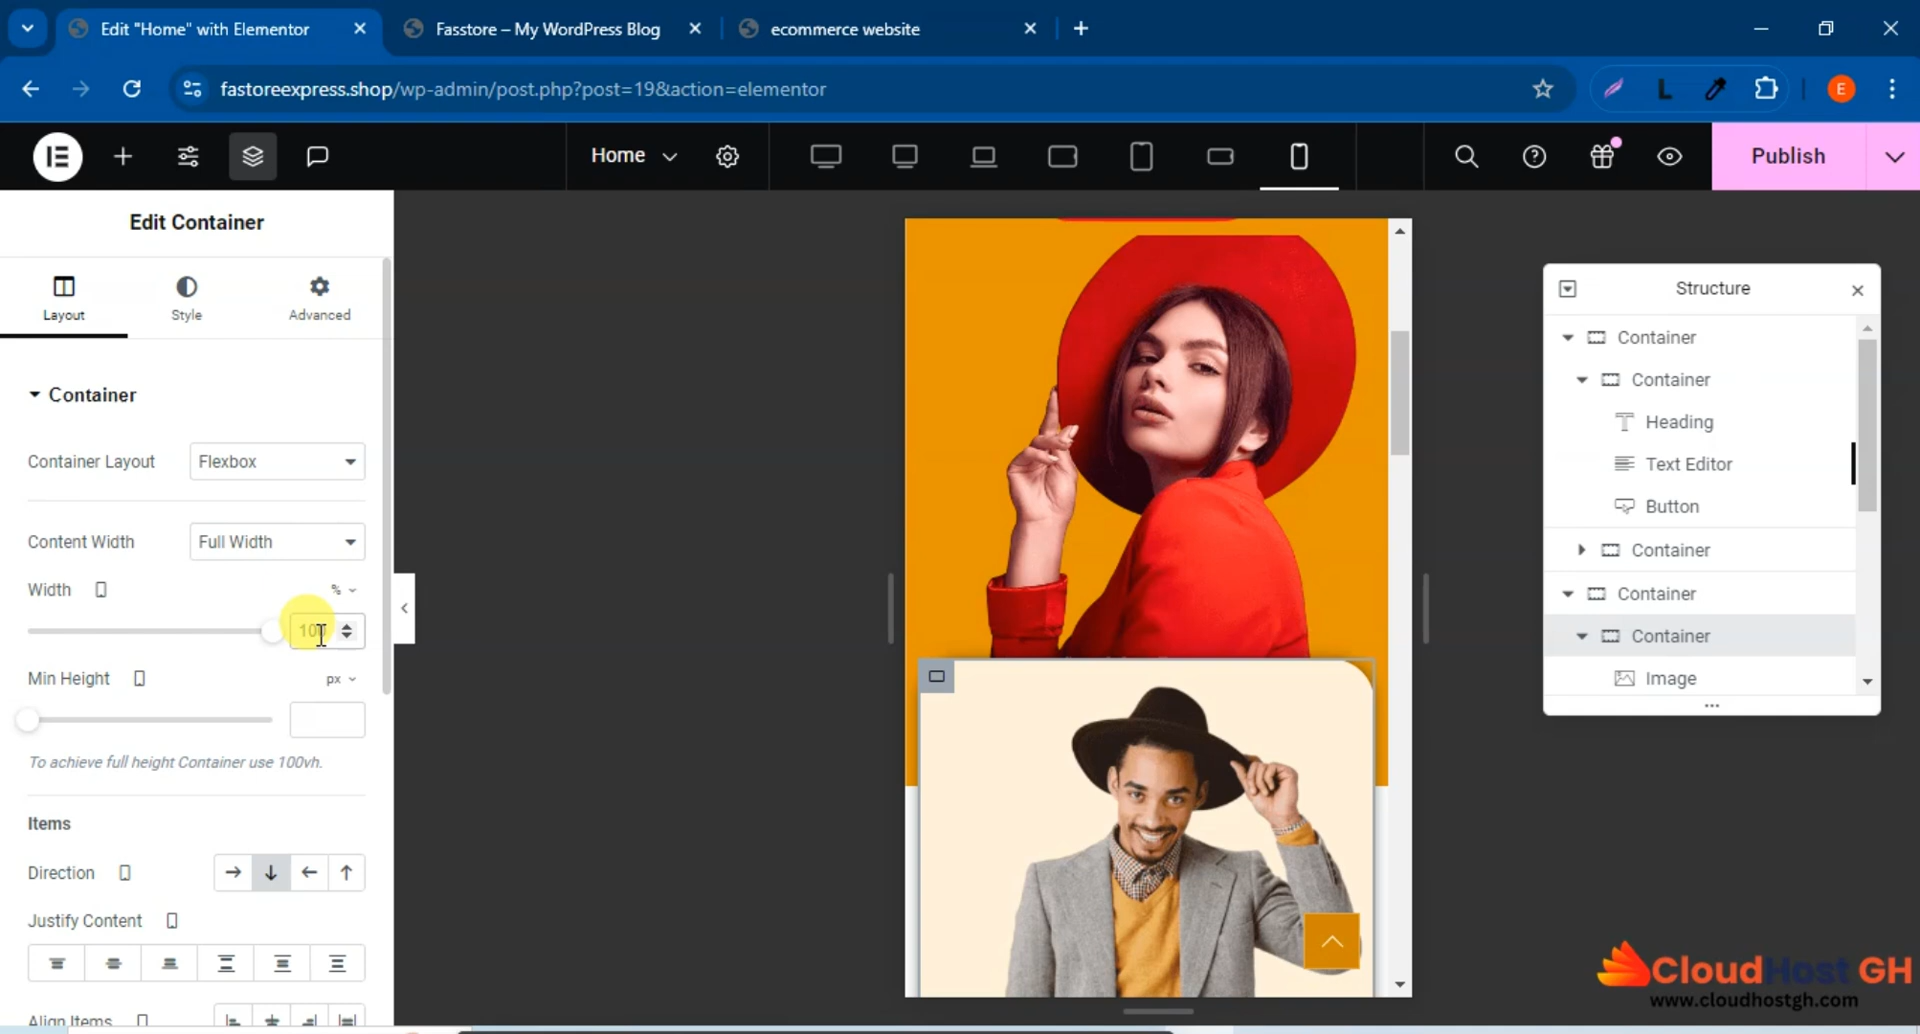 Edit "Home" with Elementor
Fasstore – My WordPress Blog
ecommerce website
fastoreexpress.shop/wp-admin/post.php?post=19&action=elementor
L
E
Home
Publish
Edit Container
Layout
Style
Advanced
Container
Container Layout
Flexbox
Content Width
Full Width
Width
%
100
Min Height
px
To achieve full height Container use 100vh.
Items
Direction
Justify Content
Align Items
Structure
Container
Container
Heading
Text Editor
Button
Container
Container
Container
Image
CloudHost GH
www.cloudhostgh.com